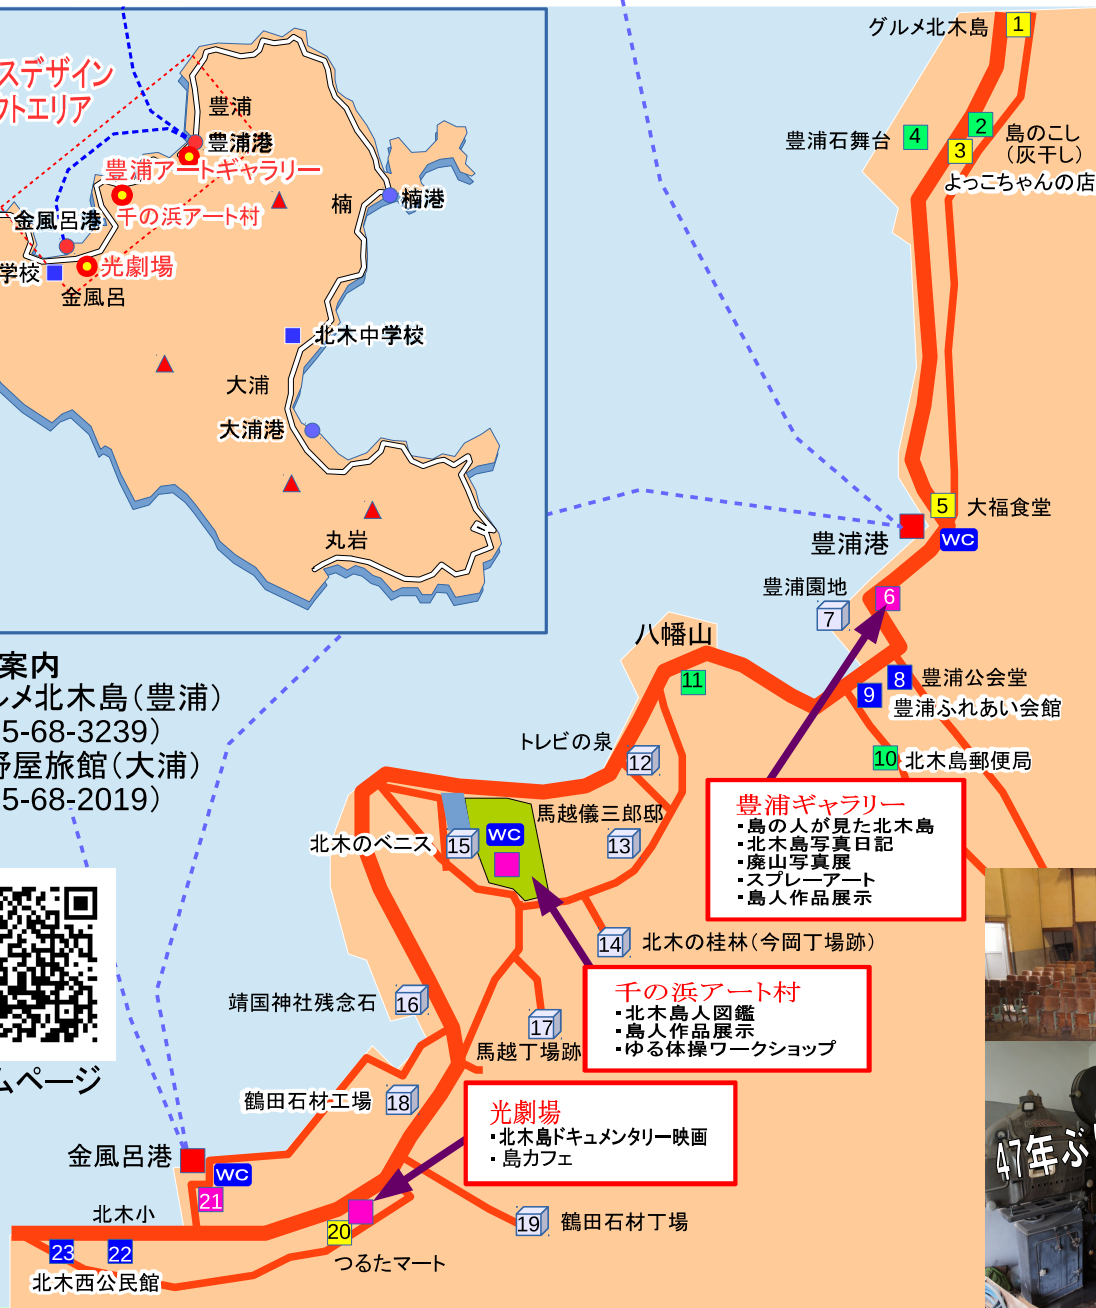 スデザイン
クトエリア
豊浦
豊浦港
豊浦アートギャラリー
千の浜アート村
楠
楠港
金風呂港
学校
光劇場
金風呂
北木中学校
大浦
大浦港
丸岩
グルメ北木島
1
豊浦石舞台
4
2
島のこし
(灰干し)
3
よっこちゃんの店
5
大福食堂
豊浦港
WC
豊浦園地
7
6
八幡山
11
8
豊浦公会堂
9
豊浦ふれあい会館
10
北木島郵便局
案内
ルメ北木島(豊浦)
5-68-3239)
野屋旅館(大浦)
5-68-2019)
トレビの泉
12
馬越儀三郎邸
13
北木のベニス
15
WC
豊浦ギャラリー
・島の人が見た北木島
・北木島写真日記
・廃山写真展
・スプレーアート
・島人作品展示
14
北木の桂林(今岡丁場跡)
千の浜アート村
・北木島人図鑑
・島人作品展示
・ゆる体操ワークショップ
靖国神社残念石
16
17
馬越丁場跡
ムページ
鶴田石材工場
18
光劇場
・北木島ドキュメンタリー映画
・島カフェ
金風呂港
WC
21
北木小
19
鶴田石材丁場
20
つるたマート
23
22
北木西公民館
47年ぶ